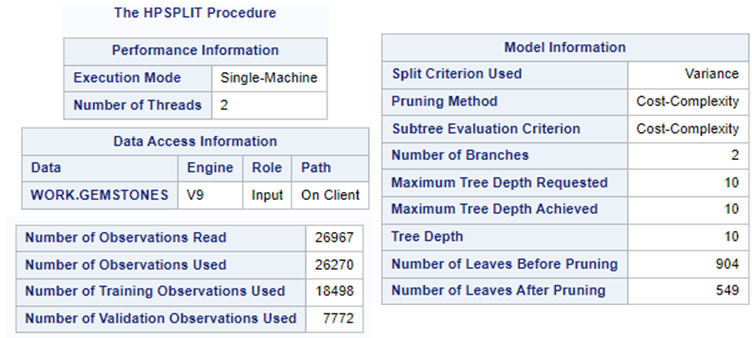 The HPSPLIT Procedure
Performance Information
Execution Mode Single-Machine
Number of Threads 2
Data Access Information
Data Engine Role Path
WORK.GEMSTONES V9 Input On Client
Number of Observations Read 26967
Number of Observations Used 26270
Number of Training Observations Used 18498
Number of Validation Observations Used 7772
Model Information
Split Criterion Used Variance
Pruning Method Cost-Complexity
Subtree Evaluation Criterion Cost-Complexity
Number of Branches 2
Maximum Tree Depth Requested 10
Maximum Tree Depth Achieved 10
Tree Depth 10
Number of Leaves Before Pruning 904
Number of Leaves After Pruning 549